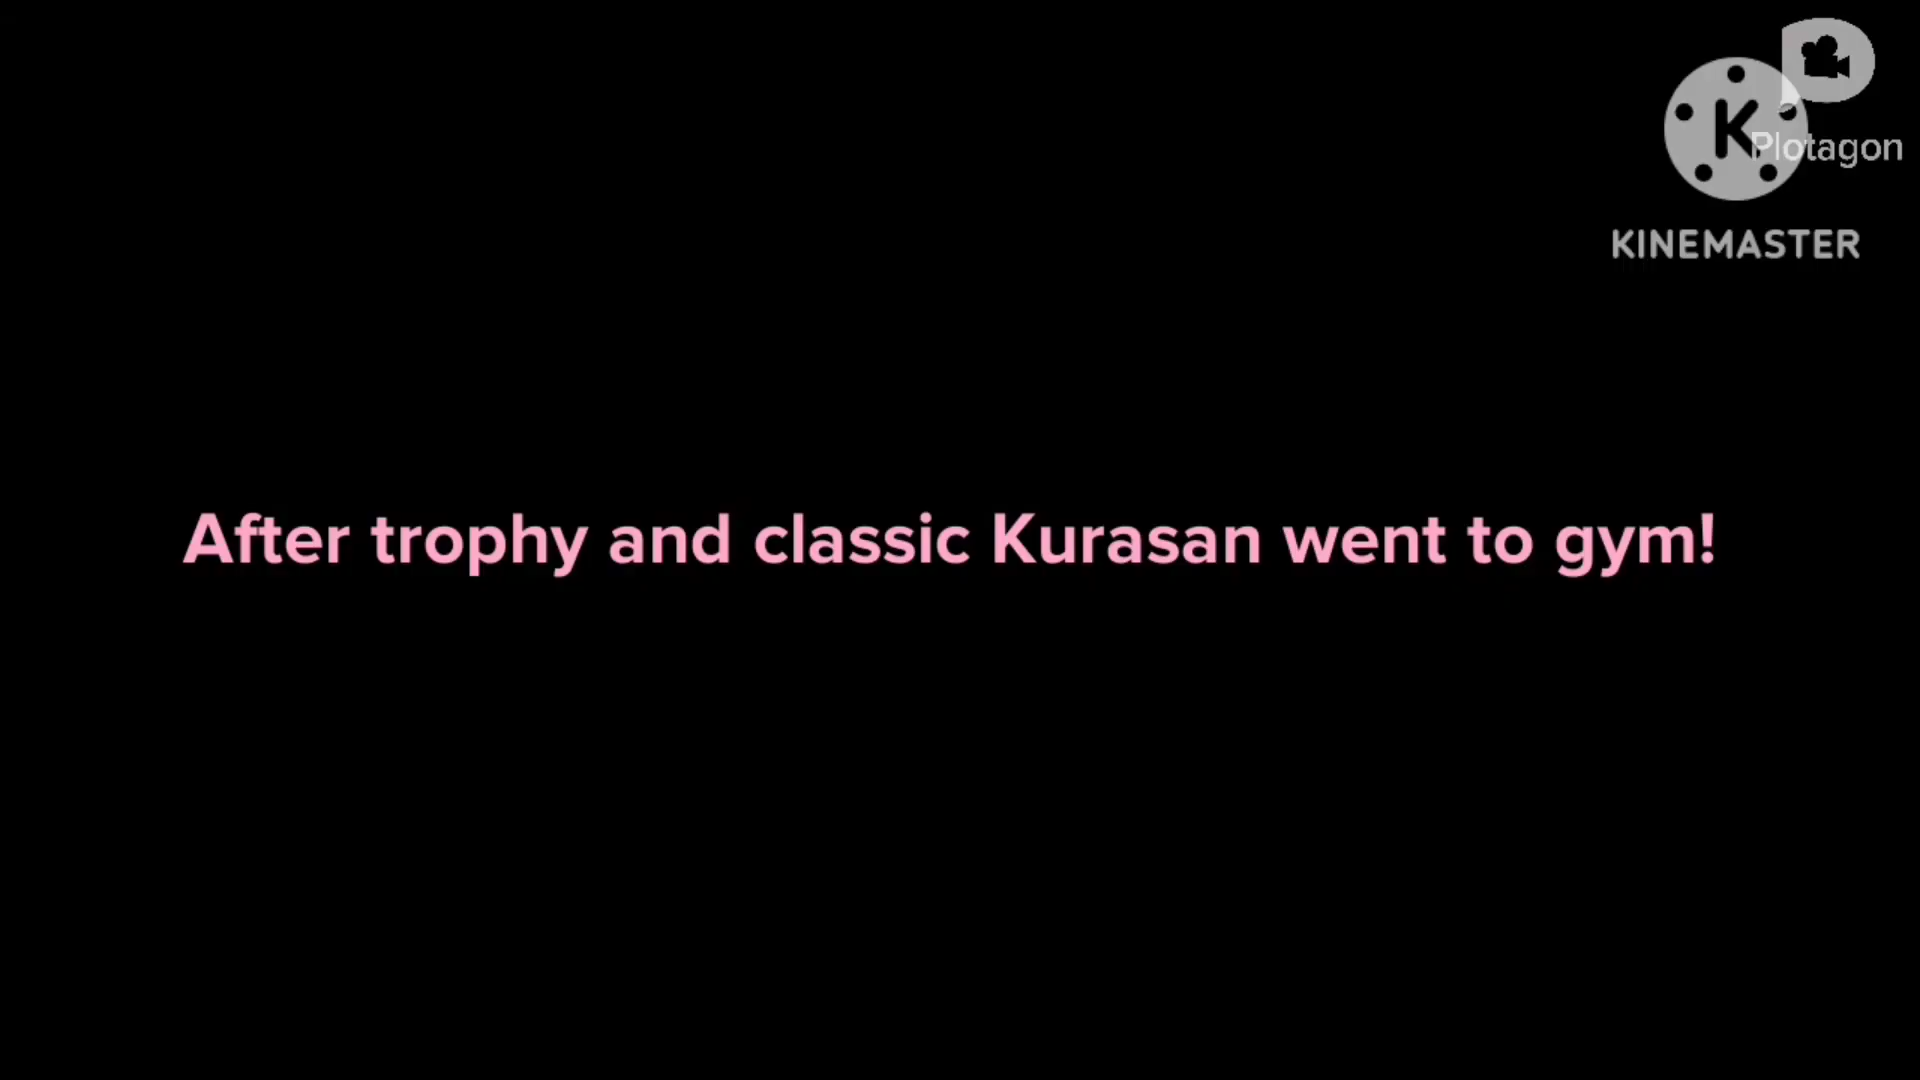 Plotagon
K
KINEMASTER
After trophy and classic Kurasan went to gym!